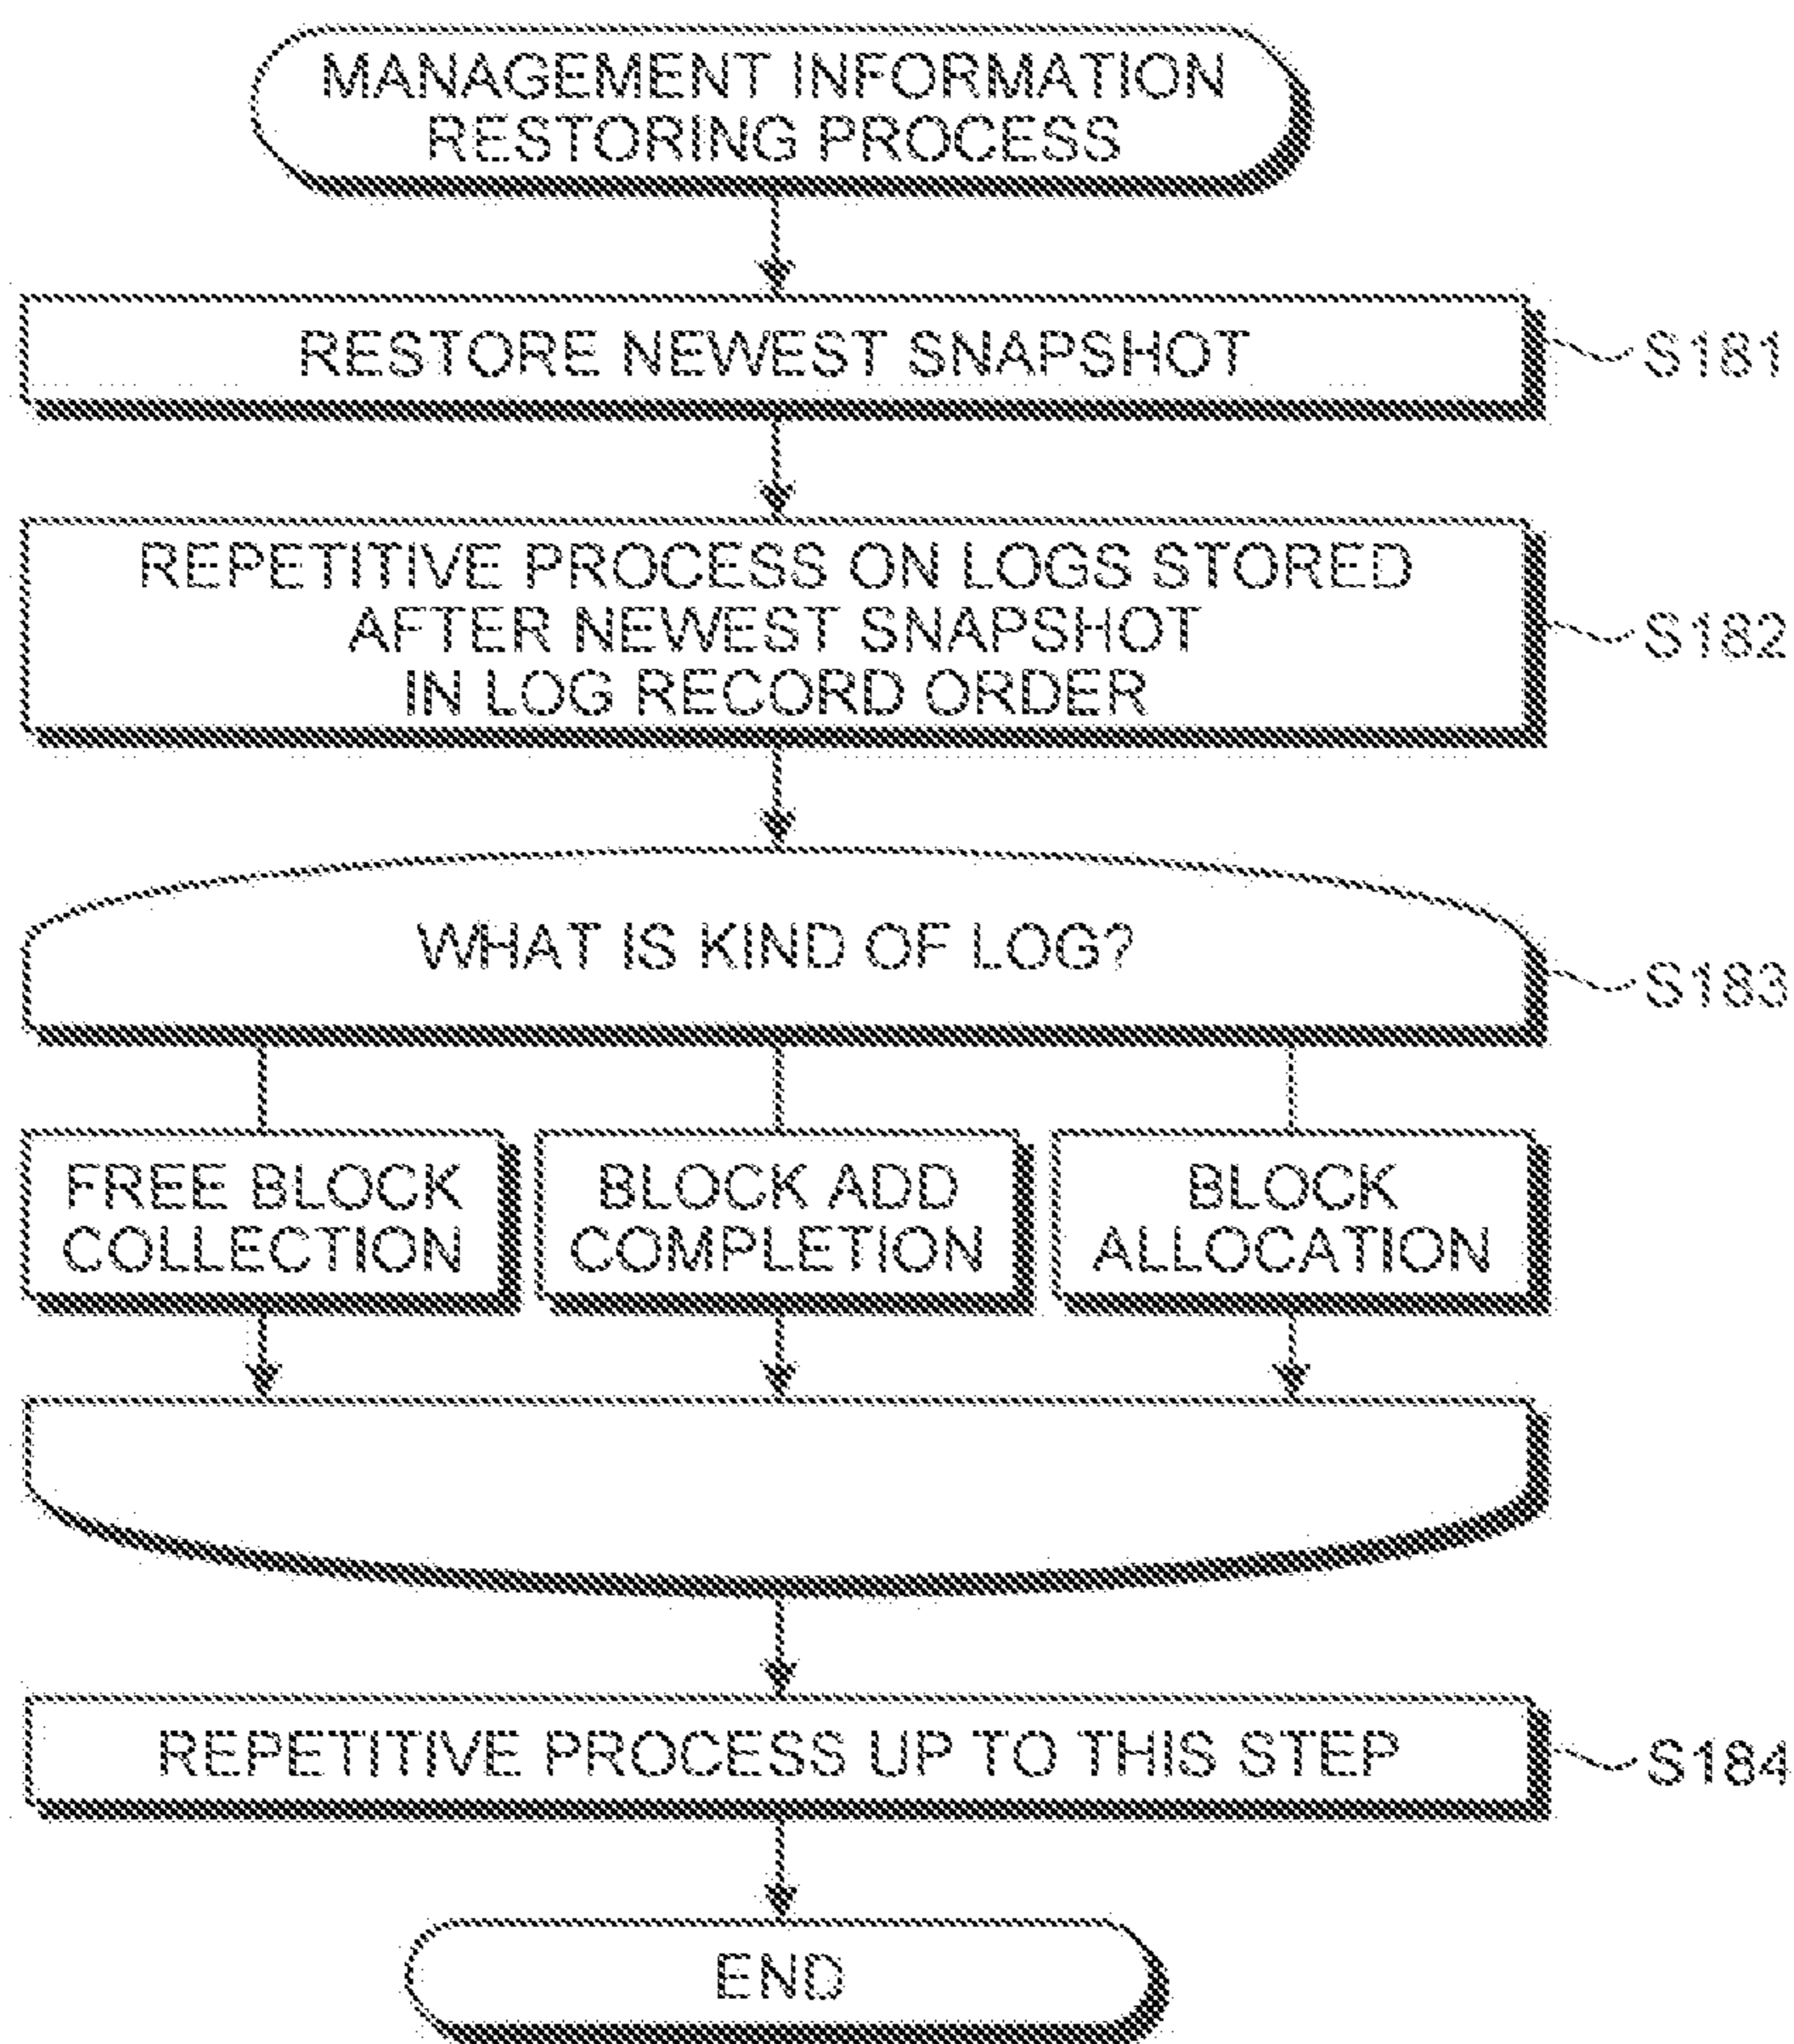 MANAGEMENT INFORMATION
RESTORING PROCESS
RESTORE NEWEST SNAPSHOT
S181
REPETITIVE PROCESS ON LOGS STORED
AFTER NEWEST SNAPSHOT
IN LOG RECORD ORDER
S182
WHAT IS KIND OF LOG?
S183
FREE BLOCK
COLLECTION
BLOCK ADD
COMPLETION
BLOCK
ALLOCATION
REPETITIVE PROCESS UP TO THIS STEP
S184
END